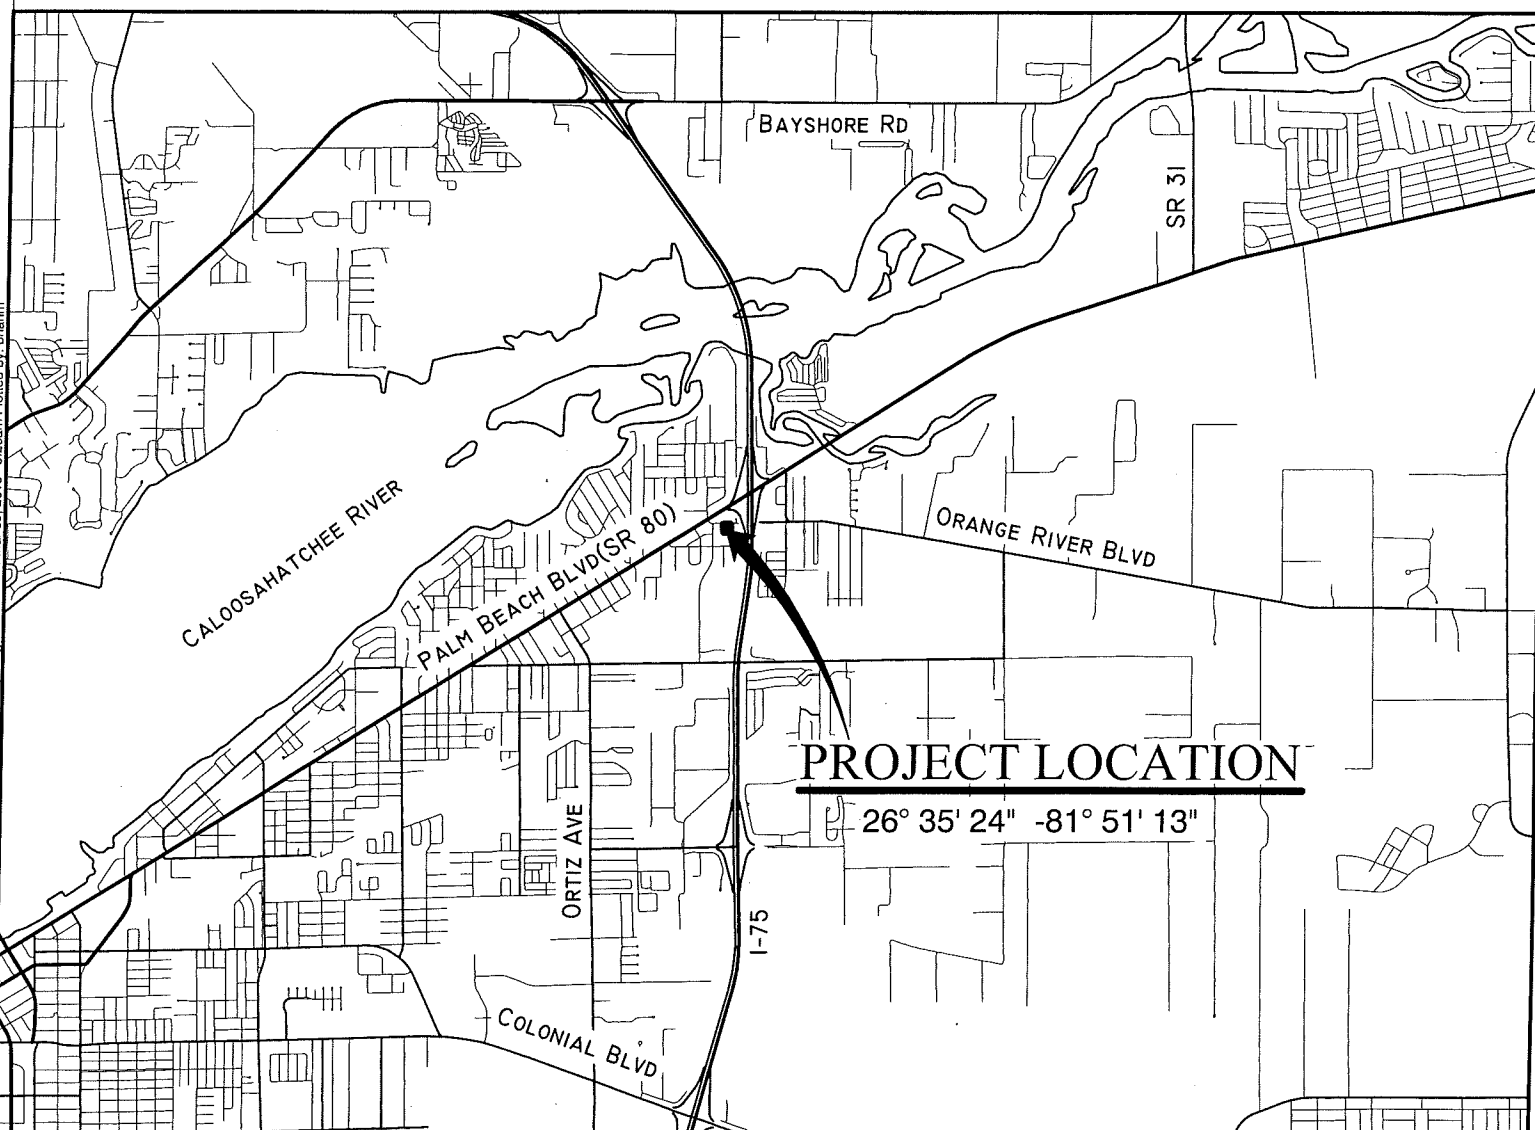 BAYSHORE RD
SR 31
CALOOSAHATCHEE RIVER
PALM BEACH BLVD(SR 80)
ORANGE RIVER BLVD
PROJECT LOCATION
26° 35' 24" -81° 51' 13"
ORTIZ AVE
I-75
COLONIAL BLVD